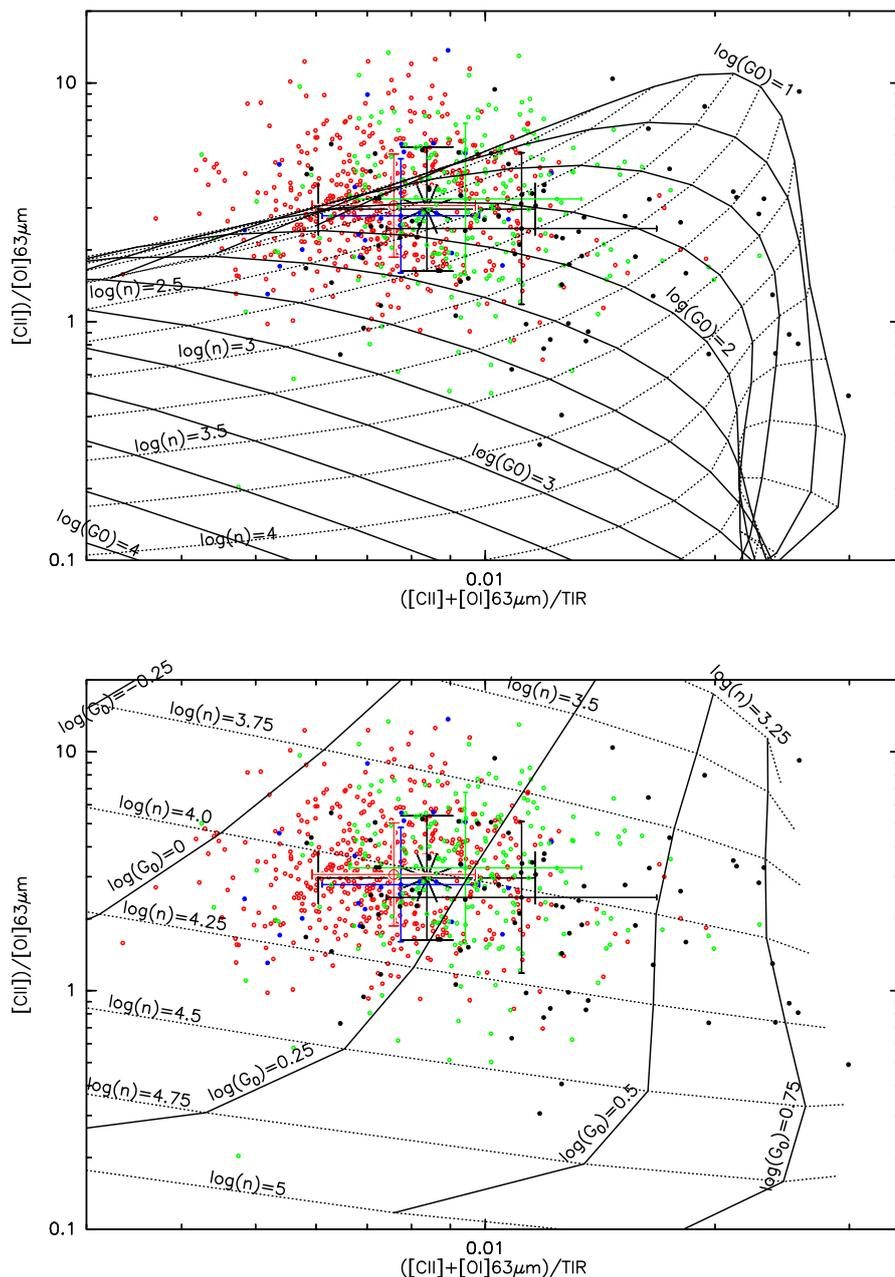 log(G0)=1
10
log(n)=2.5
1
log(n)=3
log(G0)=2
log(n)=3.5
log(G0)=3
log(G0)=4
log(n)=4
0.1
[CII]/[OI]63μm
0.01
([CII]+[OI]63μm)/TIR
log(G₀)=-0.25
log(n)=3.75
log(n)=3.5
log(n)=3.25
10
log(n)=4.0
log(G₀)=0
log(n)=4.25
1
log(n)=4.5
log(G₀)=0.25
log(n)=4.75
log(G₀)=0.5
log(G₀)=0.75
log(n)=5
0.1
[CII]/[OI]63μm
0.01
([CII]+[OI]63μm)/TIR